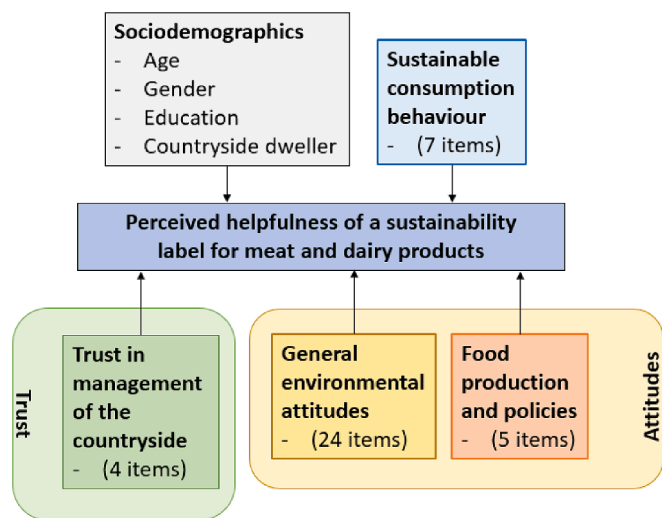 Sociodemographics
- Age
- Gender
- Education
- Countryside dweller
Sustainable
consumption
behaviour
- (7 items)
Perceived helpfulness of a sustainability
label for meat and dairy products
Trust
Trust in
management
of the
countryside
- (4 items)
General
environmental
attitudes
- (24 items)
Food
production
and policies
- (5 items)
Attitudes